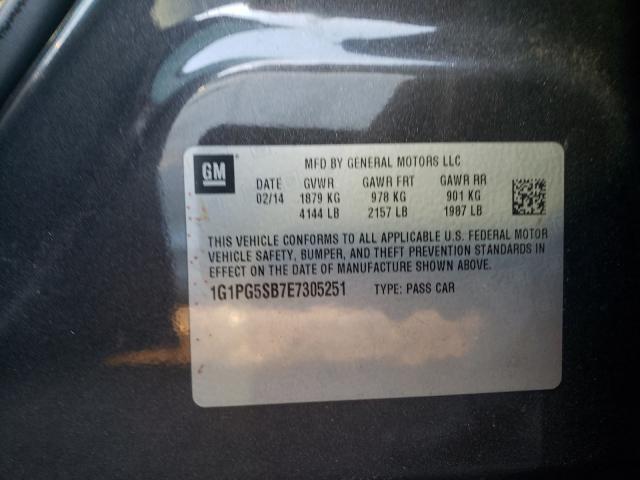 GM
MFD BY GENERAL MOTORS LLC
DATE GVWR GAWR FRT GAWR RR
02/14 1879 KG 978 KG 901 KG
4144 LB 2157 LB 1987 LB
THIS VEHICLE CONFORMS TO ALL APPLICABLE U.S. FEDERAL MOTOR
VEHICLE SAFETY, BUMPER, AND THEFT PREVENTION STANDARDS IN
EFFECT ON THE DATE OF MANUFACTURE SHOWN ABOVE.
1G1PG5SB7E7305251 TYPE: PASS CAR